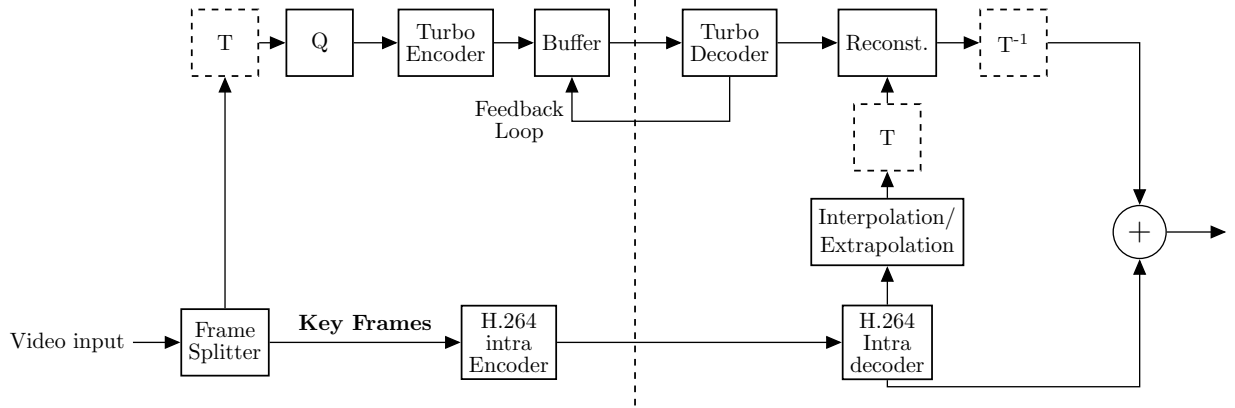 T
Q
Turbo
Encoder
Buffer
Turbo
Decoder
Reconst.
T-1
Feedback
Loop
T
Interpolation/
Extrapolation
+
Video input
Frame
Splitter
Key Frames
H.264
intra
Encoder
H.264
Intra
decoder